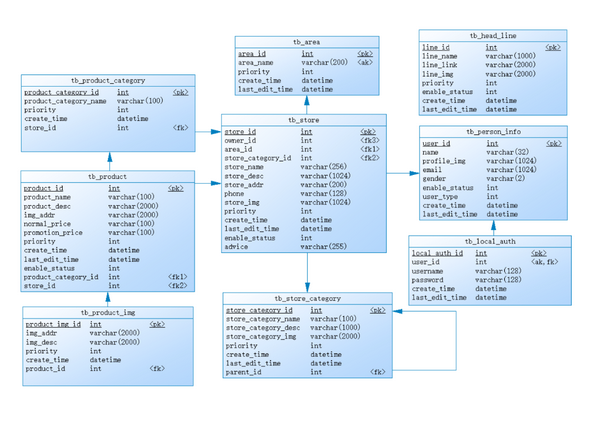 tb_area
area_id int <pk>
area_name varchar(200) <ak>
priority int
create_time datetime
last_edit_time datetime
tb_head_line
line_id int <pk>
line_name varchar(1000)
line_link varchar(2000)
line_img varchar(2000)
priority int
enable_status int
create_time datetime
last_edit_time datetime
tb_product_category
product_category_id int <pk>
product_category_name varchar(100)
priority int
create_time datetime
store_id int <fk>
tb_store
store_id int <pk>
owner_id int <fk3>
area_id int <fk1>
store_category_id int <fk2>
store_name varchar(256)
store_desc varchar(1024)
store_addr varchar(200)
phone varchar(128)
store_img varchar(1024)
priority int
create_time datetime
last_edit_time datetime
enable_status int
advice varchar(255)
tb_person_info
user_id int <pk>
name varchar(32)
profile_img varchar(1024)
email varchar(1024)
gender varchar(2)
enable_status int
user_type int
create_time datetime
last_edit_time datetime
tb_product
product_id int <pk>
product_name varchar(100)
product_desc varchar(2000)
img_addr varchar(2000)
normal_price varchar(100)
promotion_price varchar(100)
priority int
create_time datetime
last_edit_time datetime
enable_status int
product_category_id int <fk1>
store_id int <fk2>
tb_local_auth
local_auth_id int <pk>
user_id int <ak,fk>
username varchar(128)
password varchar(128)
create_time datetime
last_edit_time datetime
tb_store_category
store_category_id int <pk>
store_category_name varchar(100)
store_category_desc varchar(1000)
store_category_img varchar(2000)
priority int
create_time datetime
last_edit_time datetime
parent_id int <fk>
tb_product_img
product_img_id int <pk>
img_addr varchar(2000)
img_desc varchar(2000)
priority int
create_time datetime
product_id int <fk>